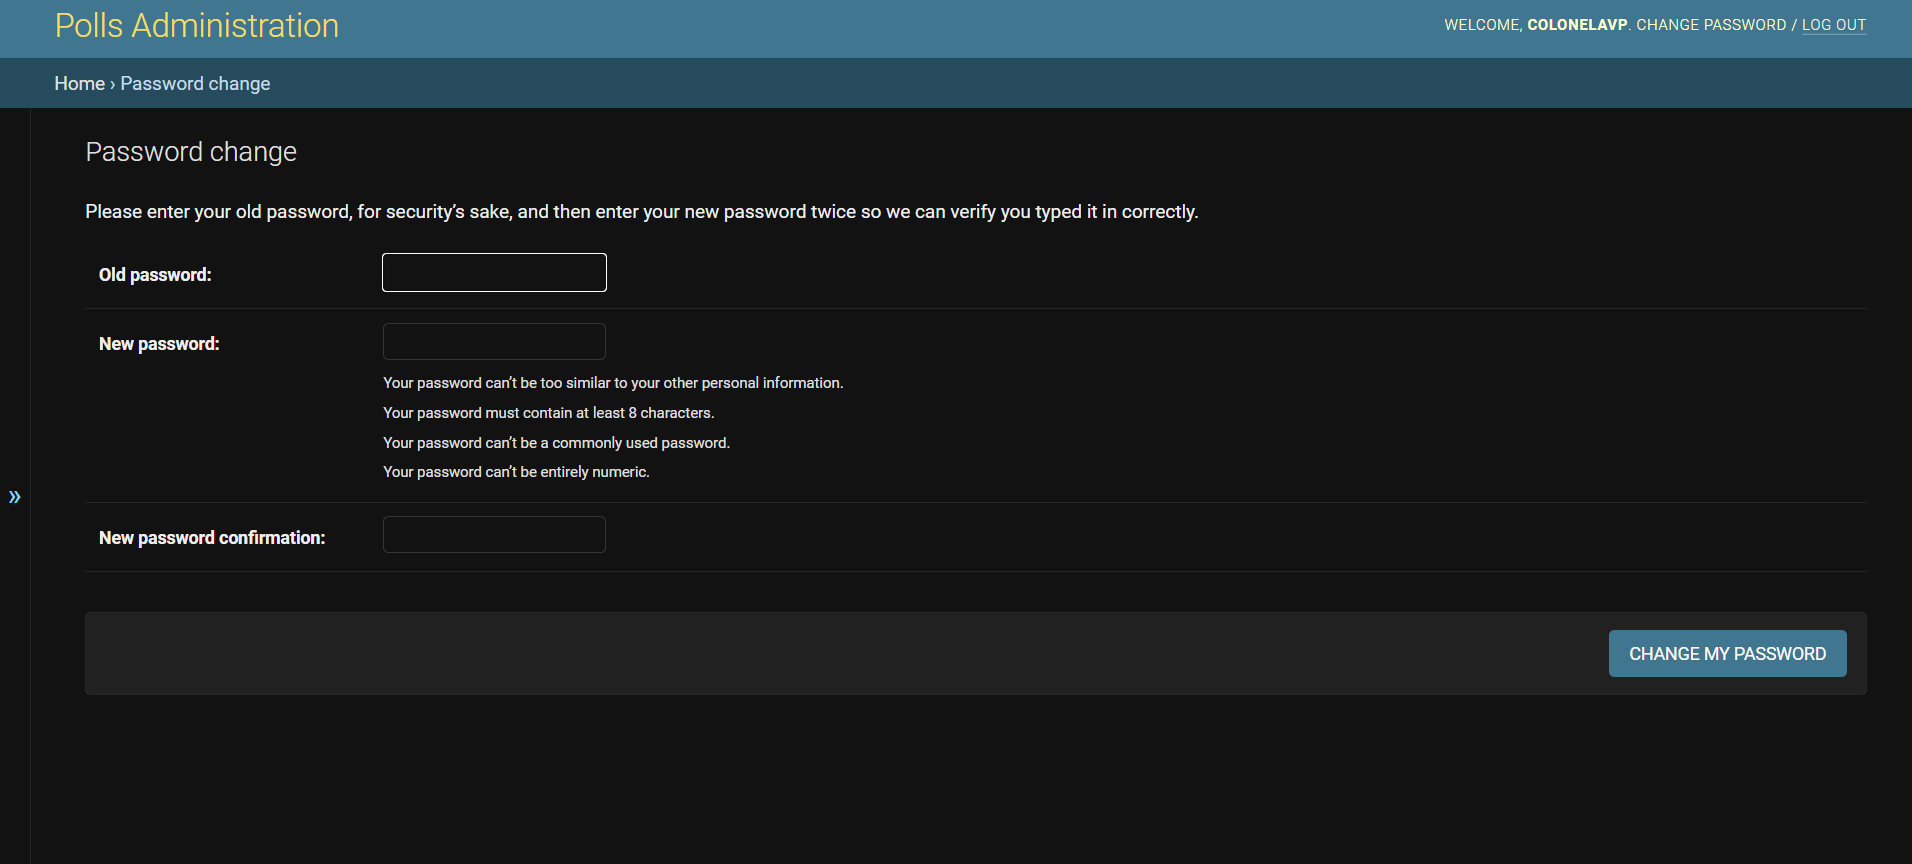 Polls Administration
WELCOME, COLONELAVP. CHANGE PASSWORD / LOG OUT
Home › Password change
Password change
Please enter your old password, for security’s sake, and then enter your new password twice so we can verify you typed it in correctly.
Old password:
New password:
Your password can’t be too similar to your other personal information.
Your password must contain at least 8 characters.
Your password can’t be a commonly used password.
Your password can’t be entirely numeric.
»
New password confirmation:
CHANGE MY PASSWORD